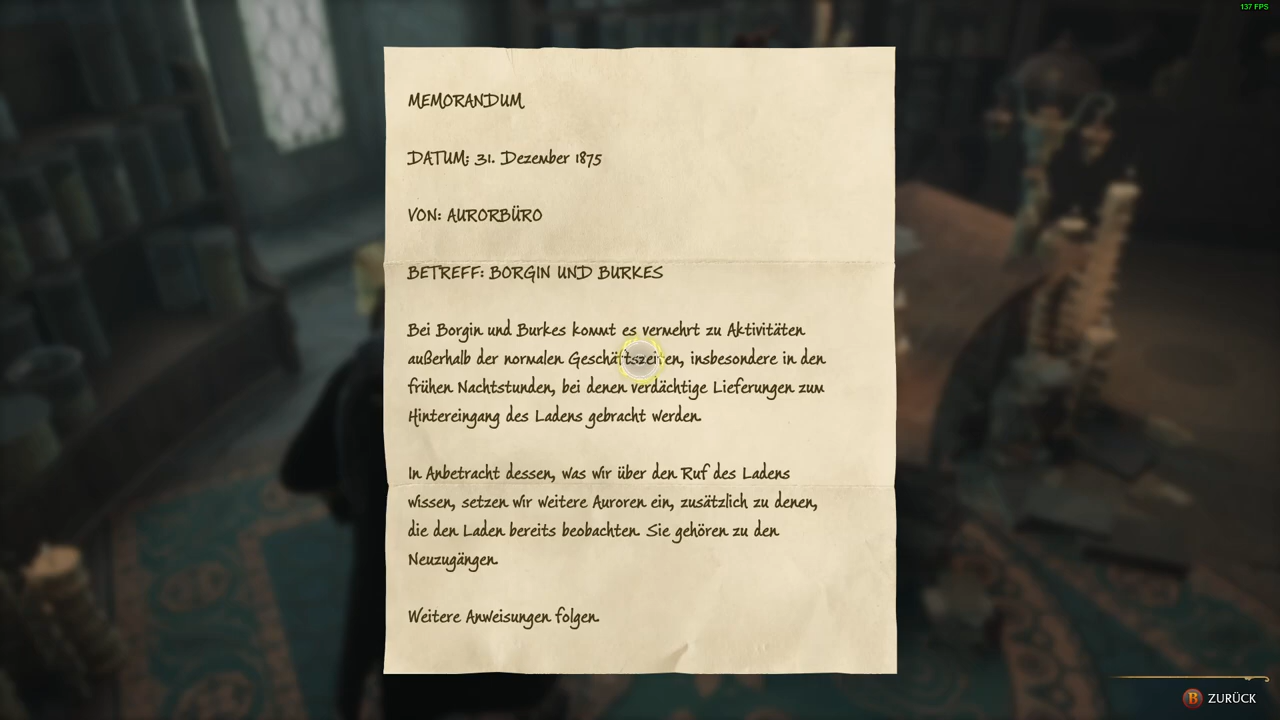 137 FPS
MEMORANDUM
DATUM: 31. Dezember 1875
VON: AURORBÜRO
BETREFF: BORGIN UND BURKES
Bei Borgin und Burkes kommt es vermehrt zu Aktivitäten
außerhalb der normalen Geschäftszeiten, insbesondere in den
frühen Nachtstunden, bei denen verdächtige Lieferungen zum
Hintereingang des Ladens gebracht werden.
In Anbetracht dessen, was wir über den Ruf des Ladens
wissen, setzen wir weitere Auroren ein, zusätzlich zu denen,
die den Laden bereits beobachten. Sie gehören zu den
Neuzugängen.
Weitere Anweisungen folgen.
B ZURÜCK